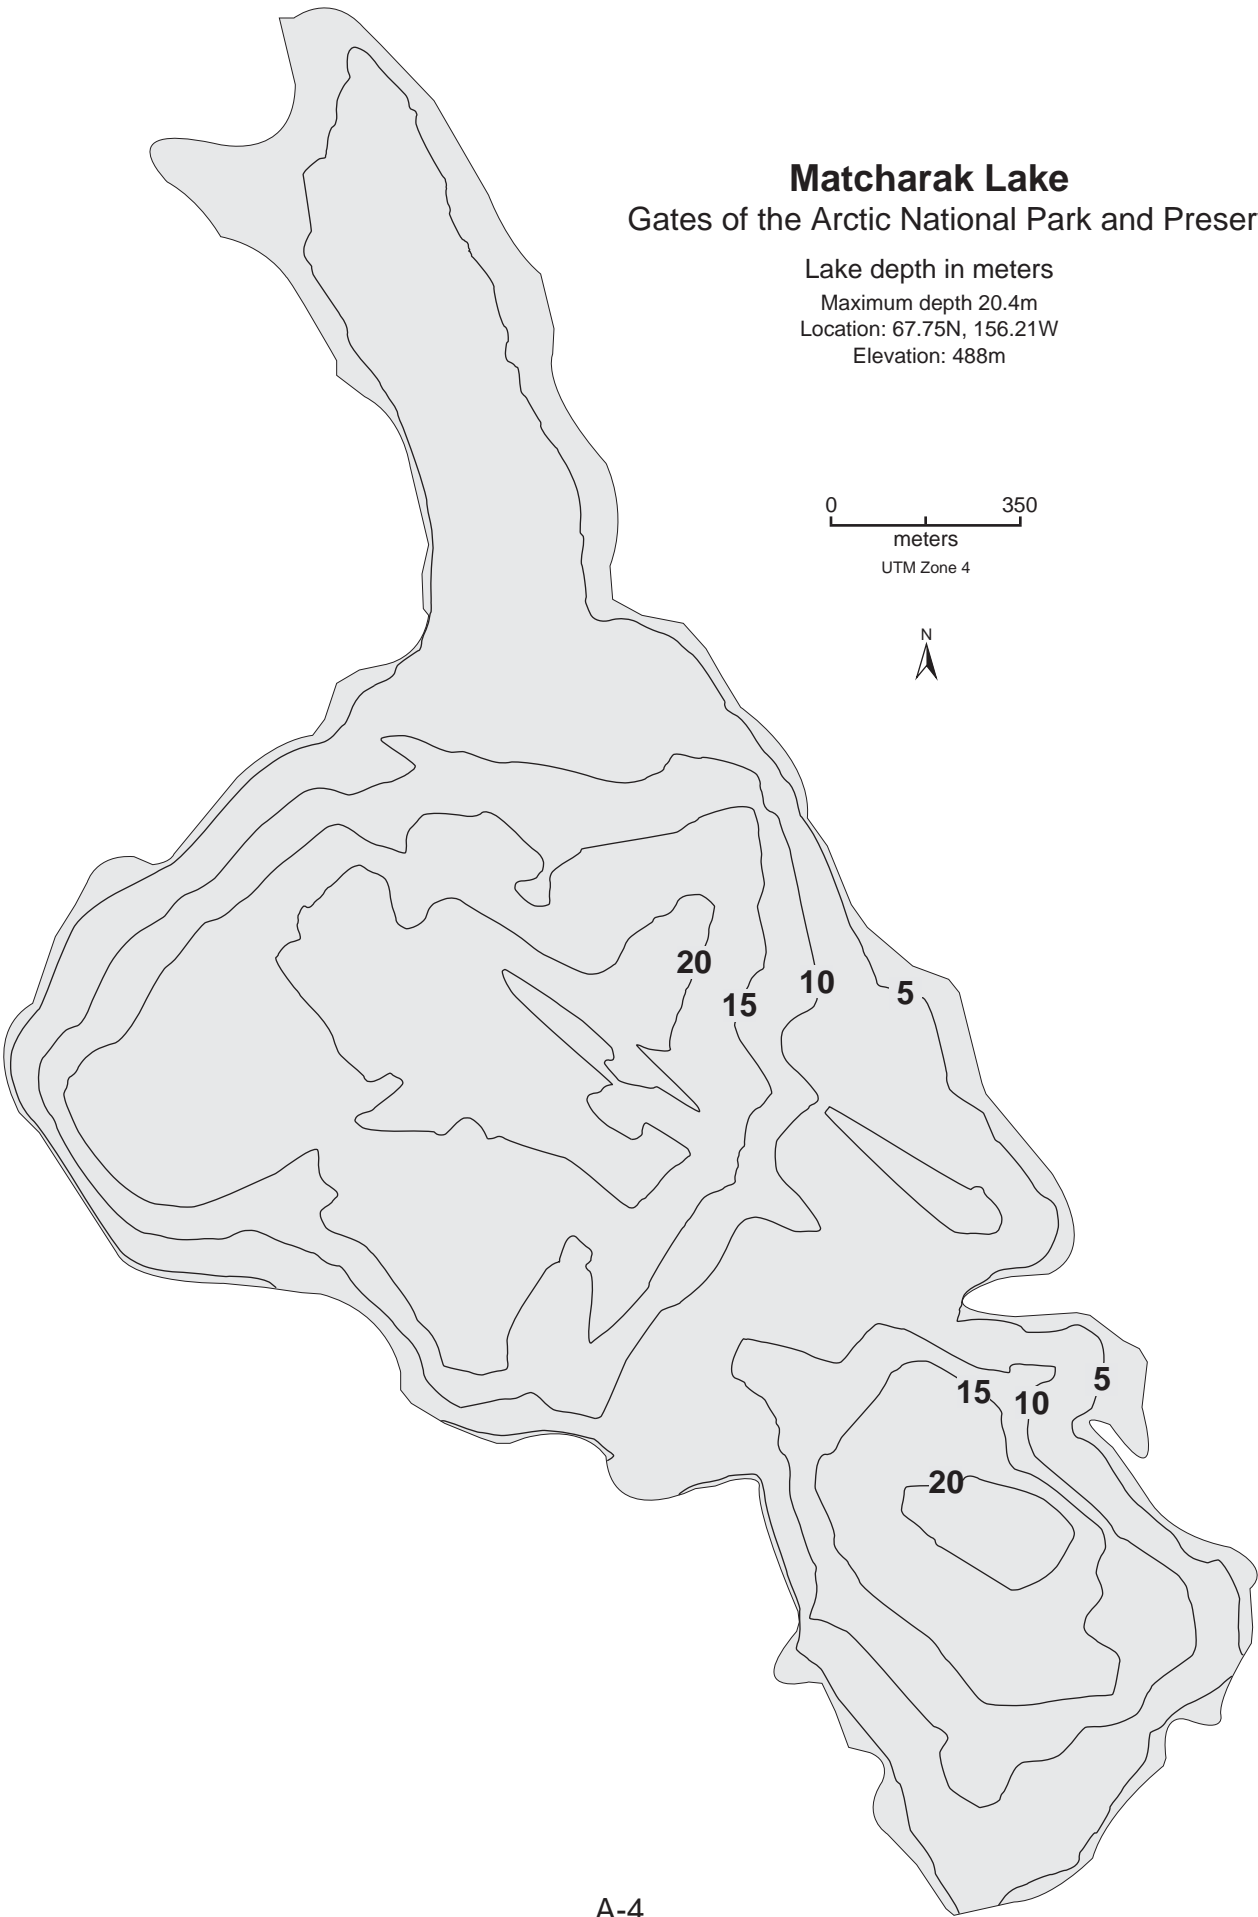 Matcharak Lake
Gates of the Arctic National Park and Preser
Lake depth in meters
Maximum depth 20.4m
Location: 67.75N, 156.21W
Elevation: 488m
0 350
meters
UTM Zone 4
N
20
10
5
15
5
15
10
20
A-4